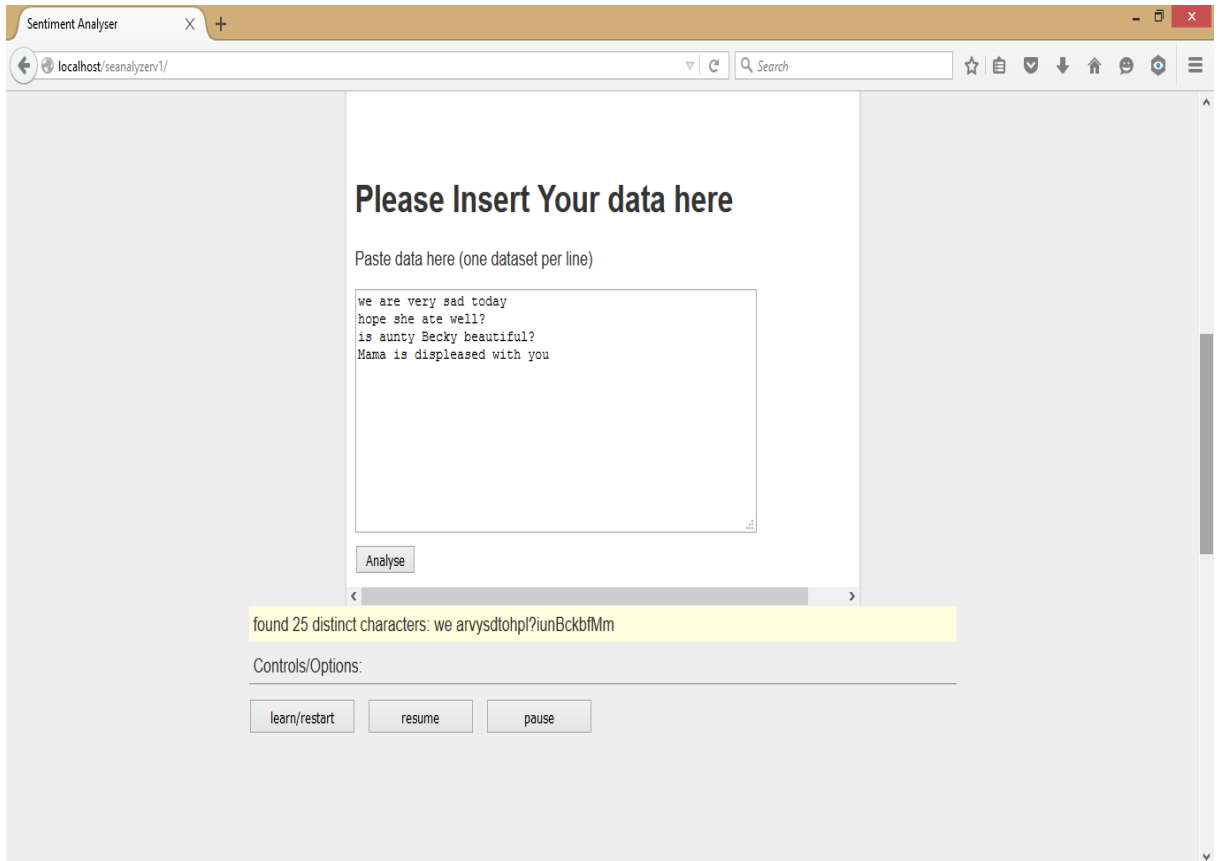 Sentiment Analyser
localhost/seanalyzerv1/
Search
Please Insert Your data here
Paste data here (one dataset per line)
we are very sad today
hope she ate well?
is aunty Becky beautiful?
Mama is displeased with you
Analyse
found 25 distinct characters: we arvysdtohpl?iunBckbfMm
Controls/Options:
learn/restart resume pause